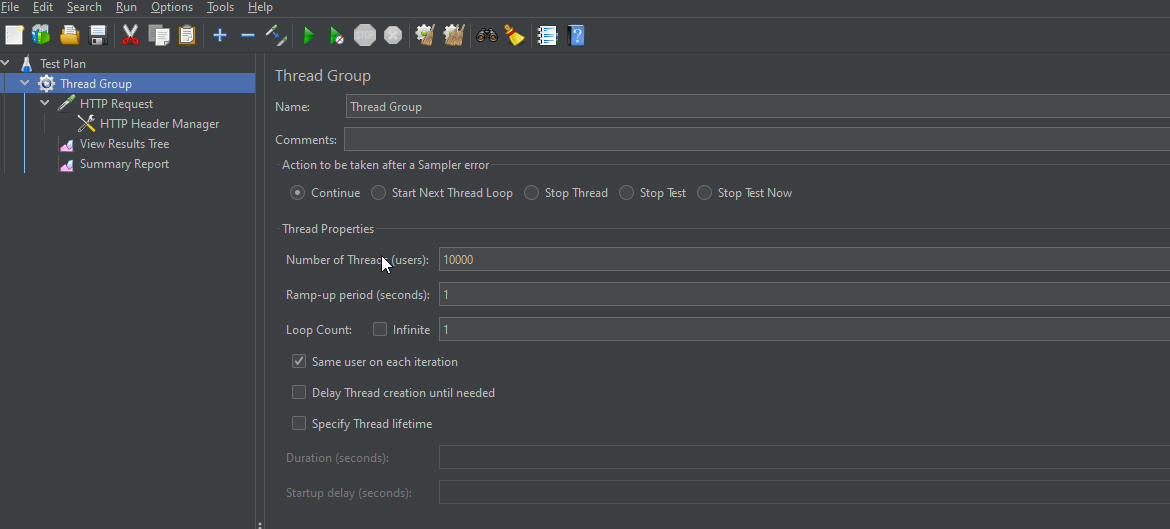 File Edit Search Run Options Tools Help
STOP
?
Test Plan
Thread Group
HTTP Request
HTTP Header Manager
View Results Tree
Summary Report
Thread Group
Name: Thread Group
Comments:
Action to be taken after a Sampler error
Continue Start Next Thread Loop Stop Thread Stop Test Stop Test Now
Thread Properties
Number of Threads (users): 10000
Ramp-up period (seconds): 1
Loop Count: Infinite 1
Same user on each iteration
Delay Thread creation until needed
Specify Thread lifetime
Duration (seconds):
Startup delay (seconds):